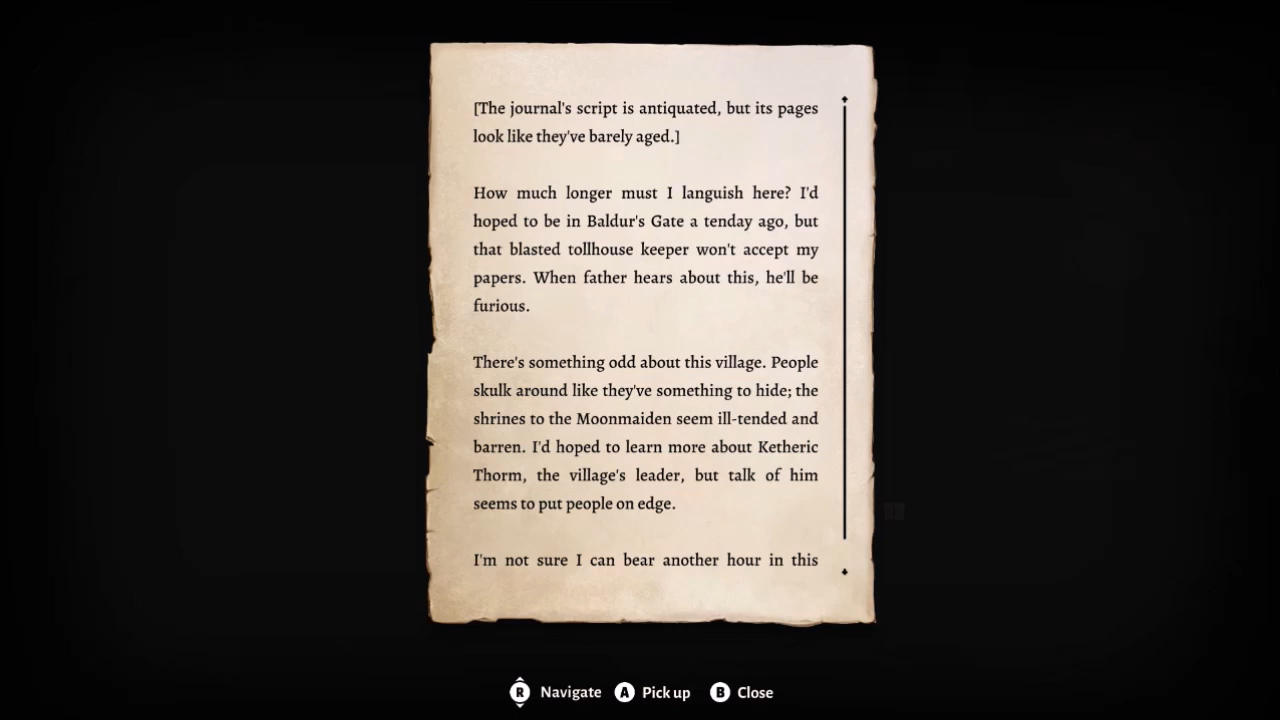 [The journal's script is antiquated, but its pages
look like they've barely aged.]
How much longer must I languish here? I'd
hoped to be in Baldur's Gate a tenday ago, but
that blasted tollhouse keeper won't accept my
papers. When father hears about this, he'll be
furious.
There's something odd about this village. People
skulk around like they've something to hide; the
shrines to the Moonmaiden seem ill-tended and
barren. I'd hoped to learn more about Ketheric
Thorm, the village's leader, but talk of him
seems to put people on edge.
I'm not sure I can bear another hour in this
R Navigate A Pick up B Close